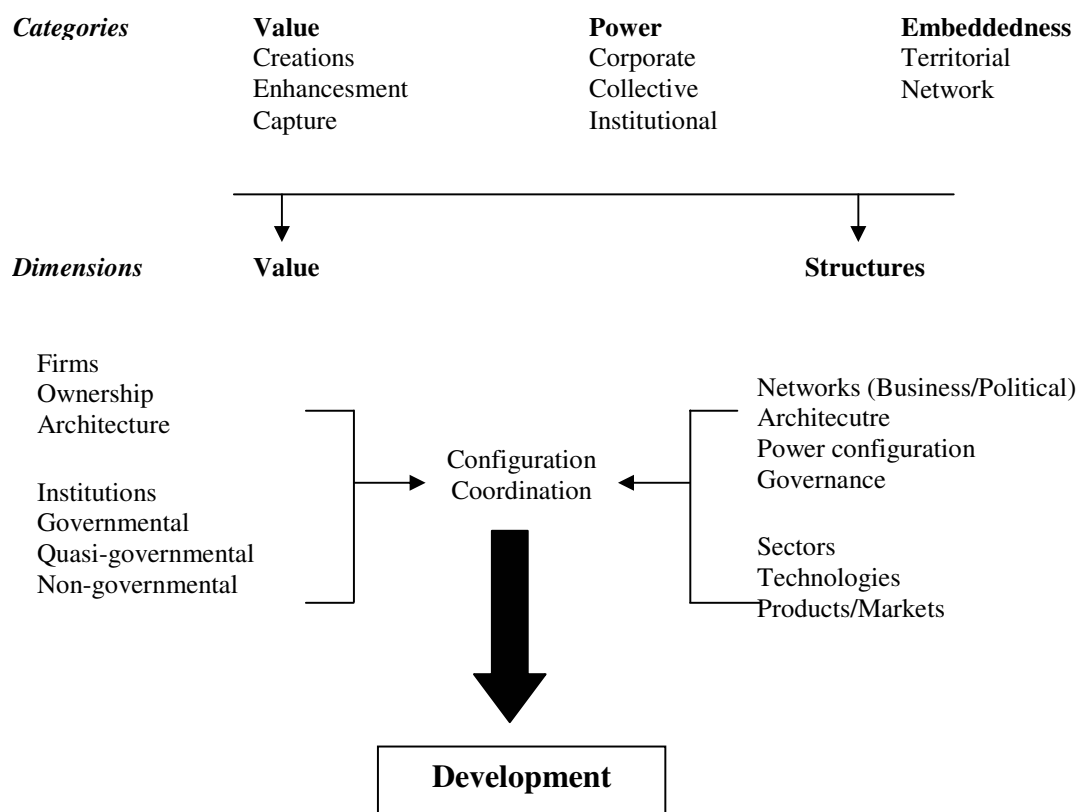 Categories Value Power Embeddedness
Creations Corporate Territorial
Enhancesment Collective Network
Capture Institutional
Dimensions Value Structures
Firms
Ownership
Architecture
Institutions
Governmental
Quasi-governmental
Non-governmental
Configuration
Coordination
Networks (Business/Political)
Architecutre
Power configuration
Governance
Sectors
Technologies
Products/Markets
Development